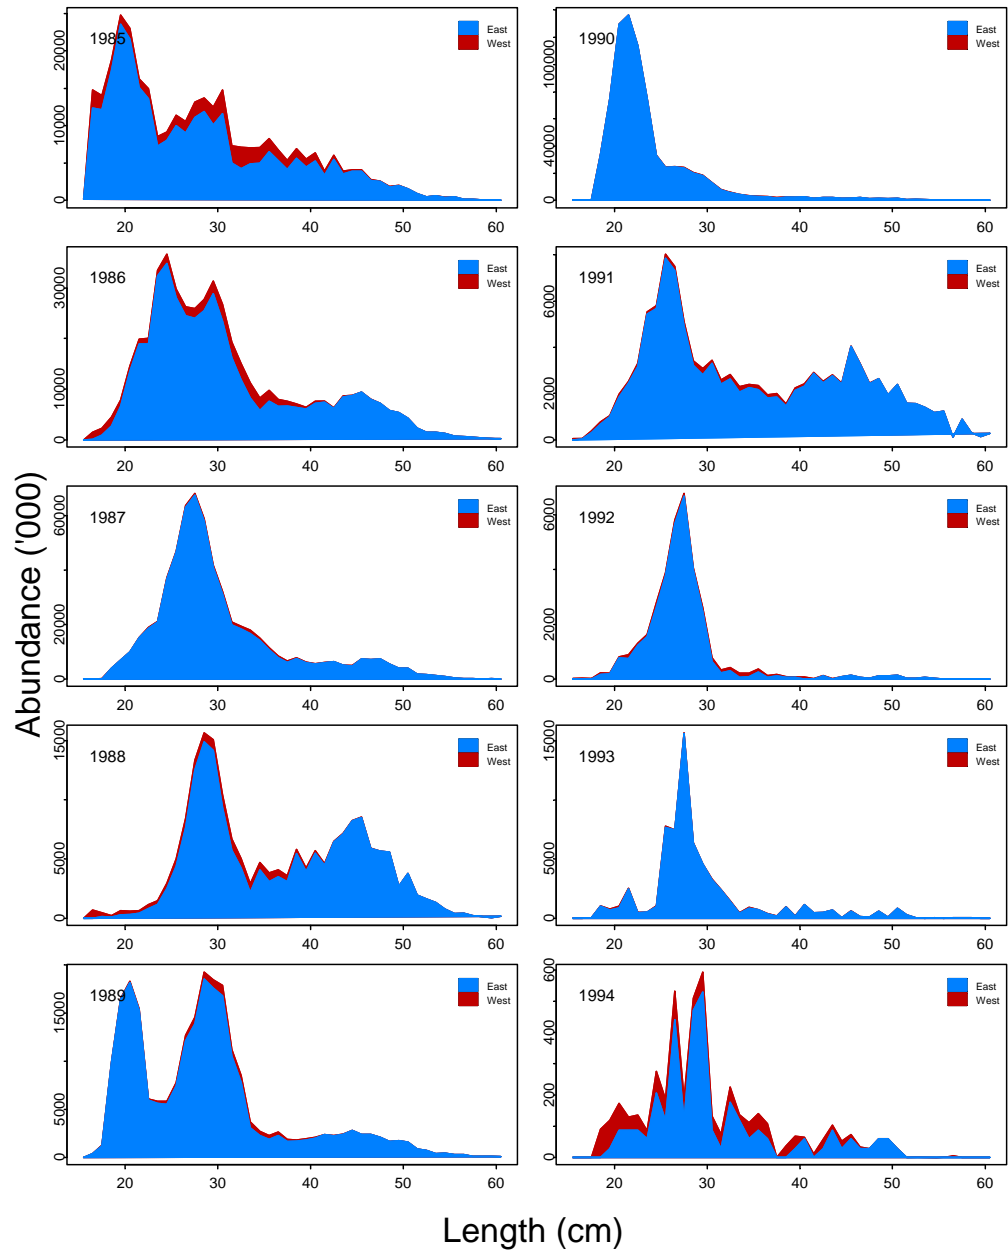 Abundance ('000)
1985
East
West
0 10000 20000
20 30 40 50 60
1990
East
West
0 400000 1000000
20 30 40 50 60
1986
East
West
0 10000 30000
20 30 40 50 60
1991
East
West
0 2000 6000
20 30 40 50 60
1987
East
West
0 20000 60000
20 30 40 50 60
1992
East
West
0 2000 6000
20 30 40 50 60
1988
East
West
0 5000 15000
20 30 40 50 60
1993
East
West
0 5000 15000
20 30 40 50 60
1989
East
West
0 5000 15000
20 30 40 50 60
1994
East
West
0 200 400 600
20 30 40 50 60
Length (cm)